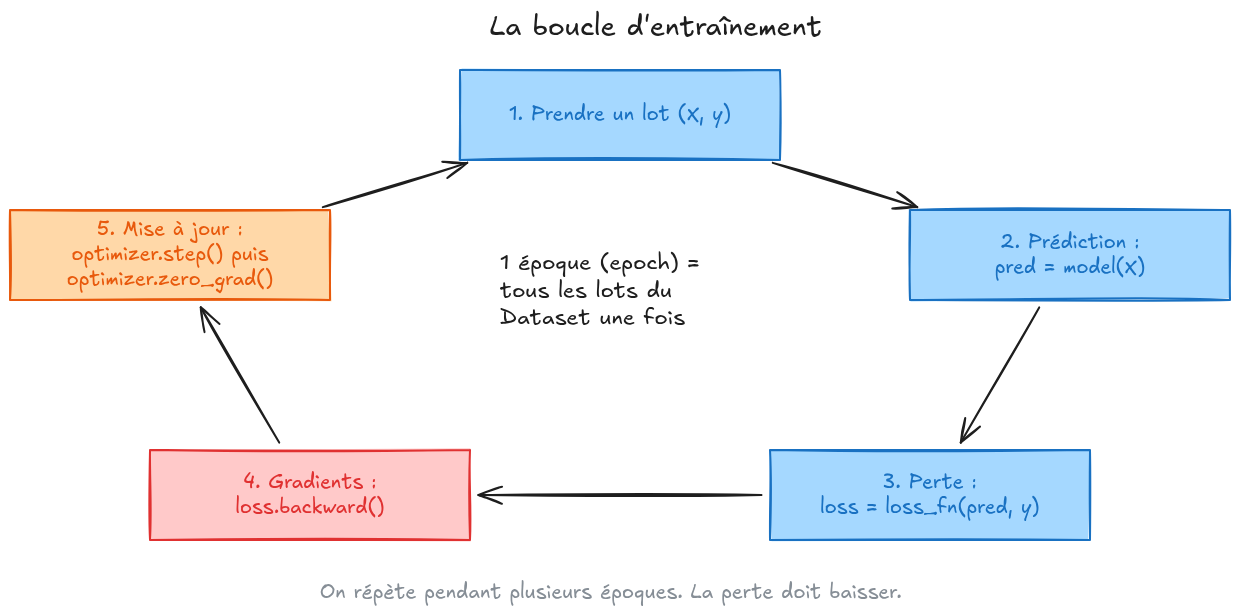 La boucle d'entraînement
1. Prendre un lot (X, y)
2. Prédiction :
pred = model(X)
3. Perte :
loss = loss_fn(pred, y)
4. Gradients :
loss.backward()
5. Mise à jour :
optimizer.step() puis
optimizer.zero_grad()
1 époque (epoch) =
tous les lots du
Dataset une fois
On répète pendant plusieurs époques. La perte doit baisser.